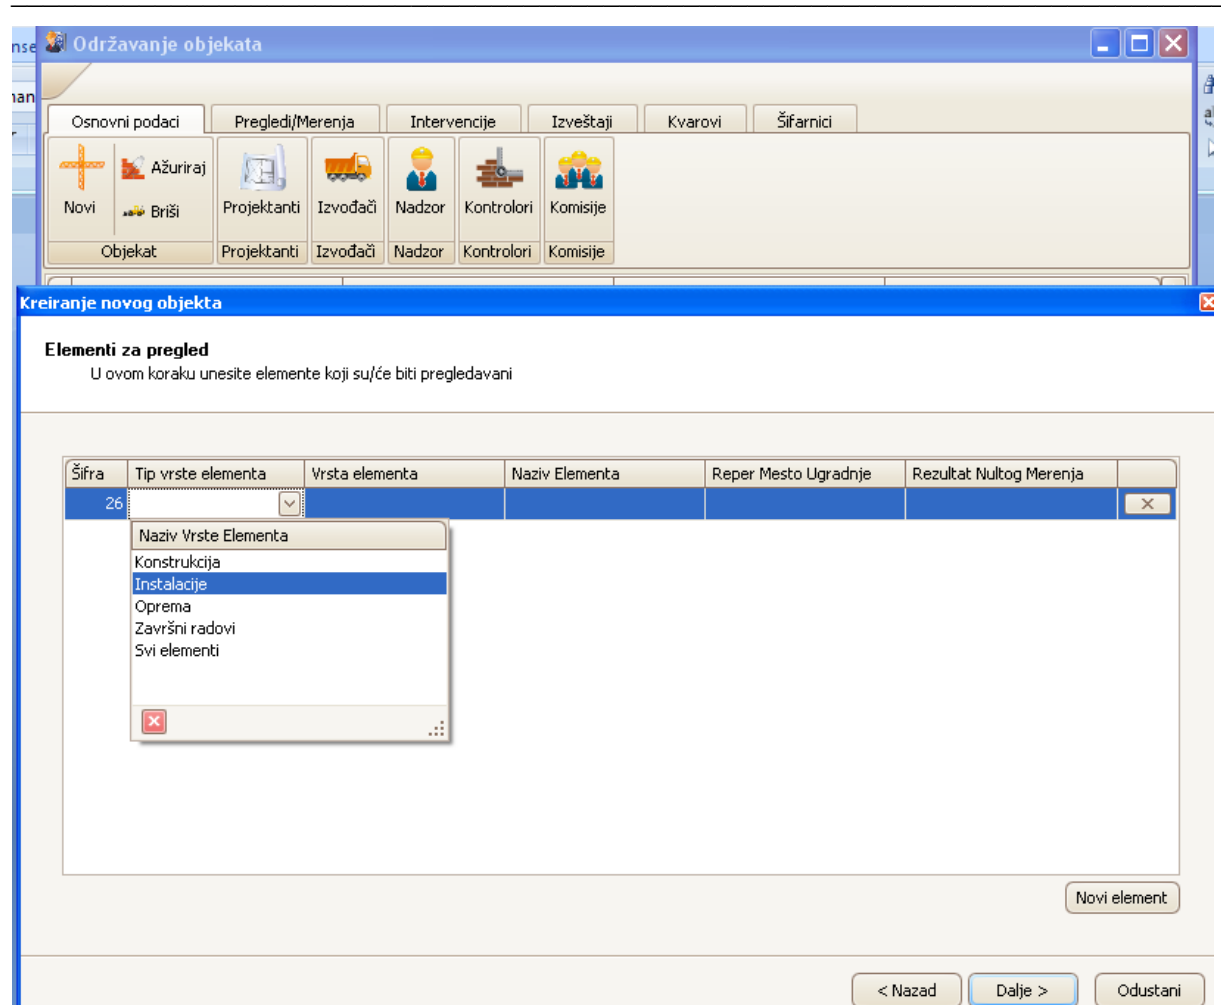 nse
Održavanje objekata
nan
Osnovni podaci Pregledi/Merenja Intervencije Izveštaji Kvarovi Šifarnici
Ažuriraj
Novi Briši Projektanti Izvođači Nadzor Kontrolori Komisije
Objekat Projektanti Izvođači Nadzor Kontrolori Komisije
Kreiranje novog objekta
Elementi za pregled
U ovom koraku unesite elemente koji su/će biti pregledavani
Šifra Tip vrste elementa Vrsta elementa Naziv Elementa Reper Mesto Ugradnje Rezultat Nultog Merenja
26
Naziv Vrste Elementa
Konstrukcija
Instalacije
Oprema
Završni radovi
Svi elementi
Novi element
< Nazad Dalje > Odustani